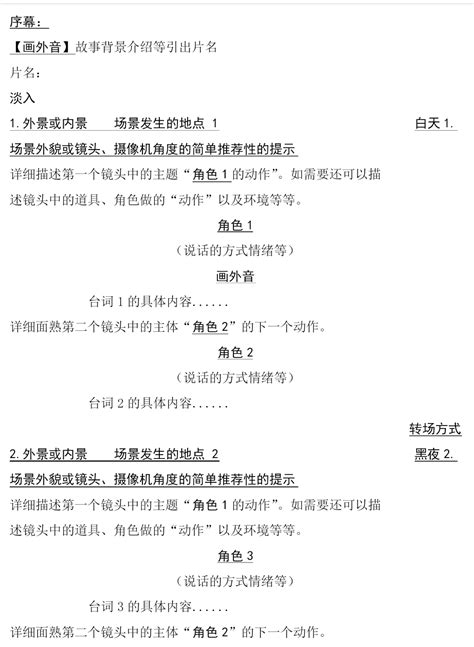 序幕：
【画外音】故事背景介绍等引出片名
片名：
淡入
1.外景或内景 场景发生的地点 1 白天 1.
场景外貌或镜头、摄像机角度的简单推荐性的提示
详细描述第一个镜头中的主题“角色 1 的动作”。如需要还可以描
述镜头中的道具、角色做的“动作”以及环境等等。
角色 1
（说话的方式情绪等）
画外音
台词 1 的具体内容......
详细面熟第二个镜头中的主体“角色 2”的下一个动作。
角色 2
（说话的方式情绪等）
台词 2 的具体内容......
转场方式
2.外景或内景 场景发生的地点 2 黑夜 2.
场景外貌或镜头、摄像机角度的简单推荐性的提示
详细描述第一个镜头中的主题“角色 1 的动作”。如需要还可以描
述镜头中的道具、角色做的“动作”以及环境等等。
角色 3
（说话的方式情绪等）
台词 3 的具体内容......
详细面熟第二个镜头中的主体“角色 2”的下一个动作。